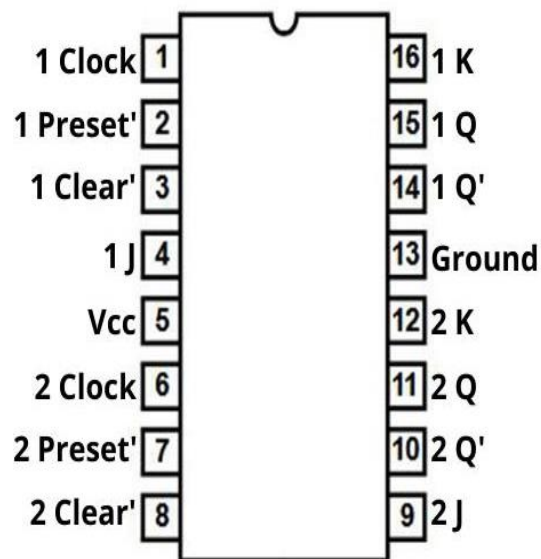 1 Clock 1 16 1 K
1 Preset' 2 15 1 Q
1 Clear' 3 14 1 Q'
1 J 4 13 Ground
Vcc 5 12 2 K
2 Clock 6 11 2 Q
2 Preset' 7 10 2 Q'
2 Clear' 8 9 2 J